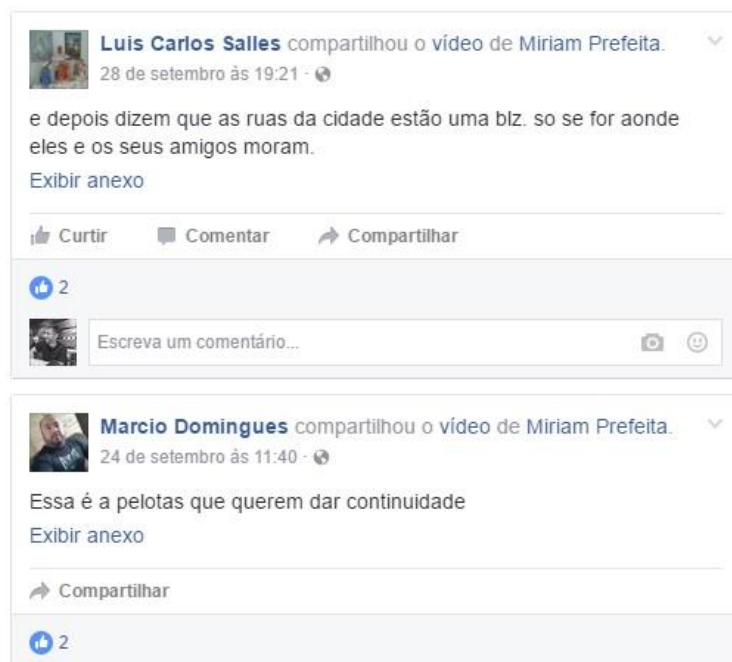 Luis Carlos Salles compartilhou o vídeo de Miriam Prefeita.
28 de setembro às 19:21 ·
e depois dizem que as ruas da cidade estão uma blz. so se for aonde
eles e os seus amigos moram.
Exibir anexo
Curtir Comentar Compartilhar
2
Escreva um comentário...
Marcio Domingues compartilhou o vídeo de Miriam Prefeita.
24 de setembro às 11:40 ·
Essa é a pelotas que querem dar continuidade
Exibir anexo
Compartilhar
2